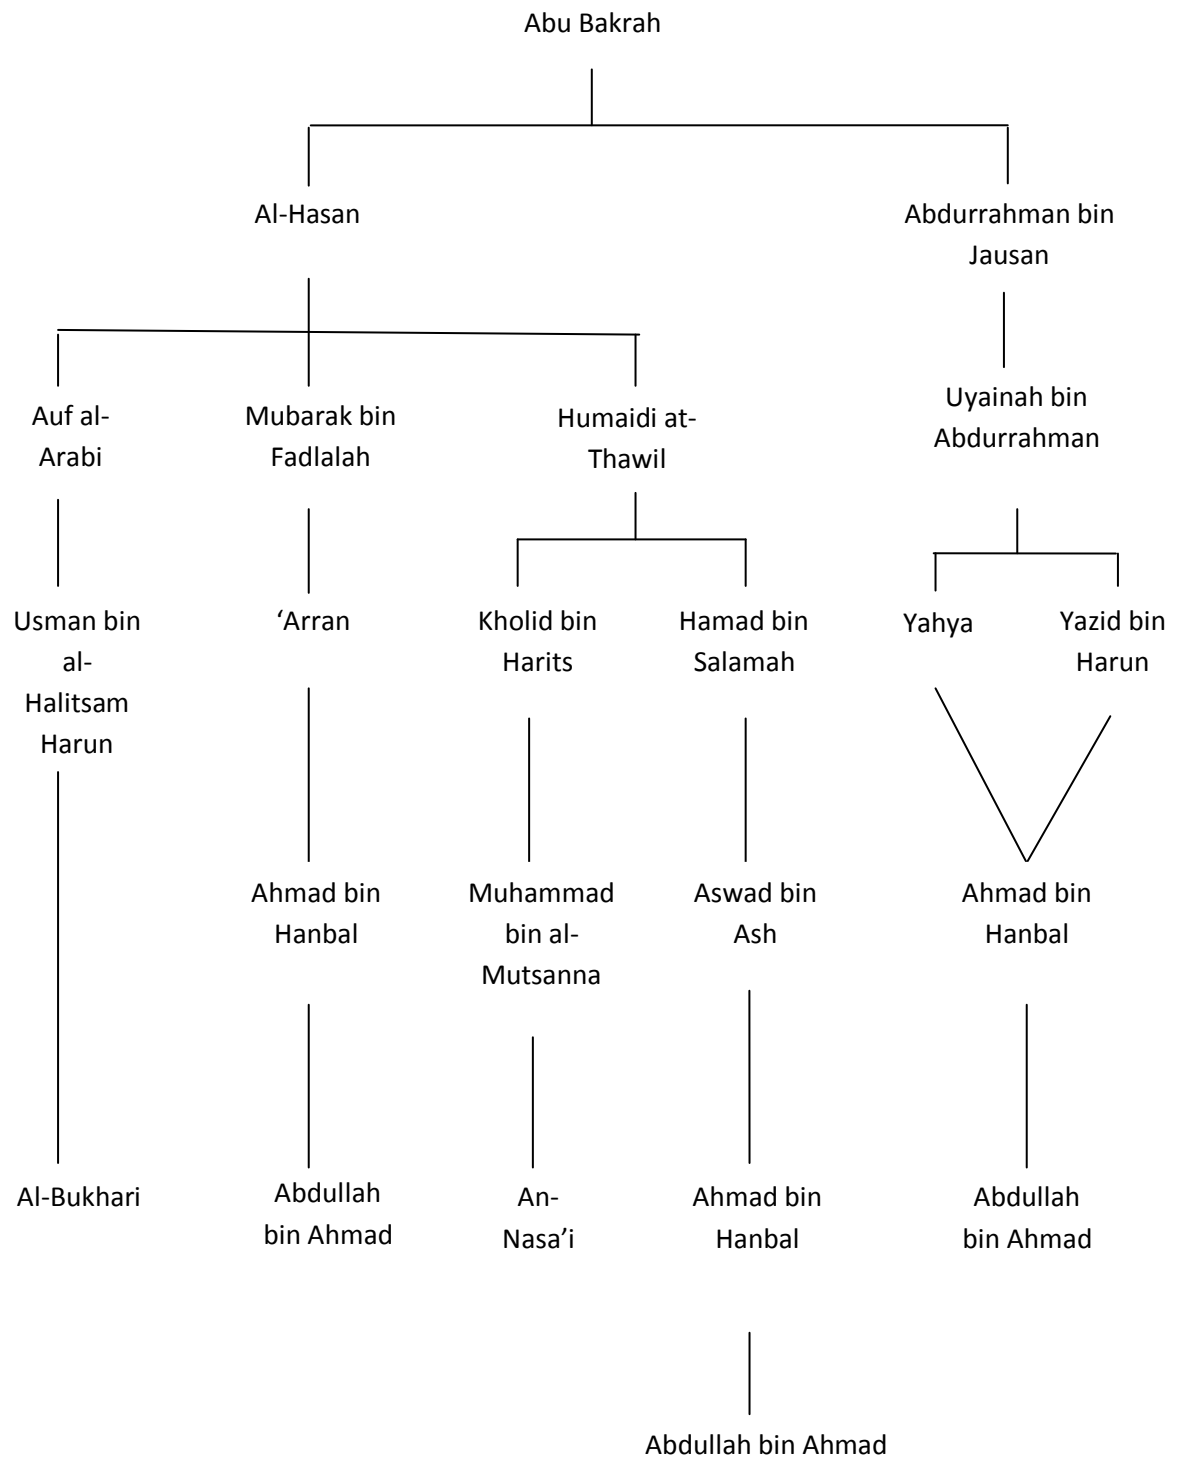 Abu Bakrah
Al-Hasan
Abdurrahman bin
Jausan
Auf al-
Arabi
Mubarak bin
Fadlalah
Humaidi at-
Thawil
Uyainah bin
Abdurrahman
Usman bin
al-
Halitsam
Harun
‘Arran
Kholid bin
Harits
Hamad bin
Salamah
Yahya
Yazid bin
Harun
Ahmad bin
Hanbal
Muhammad
bin al-
Mutsanna
Aswad bin
Ash
Ahmad bin
Hanbal
Al-Bukhari
Abdullah
bin Ahmad
An-
Nasa’i
Ahmad bin
Hanbal
Abdullah
bin Ahmad
Abdullah bin Ahmad